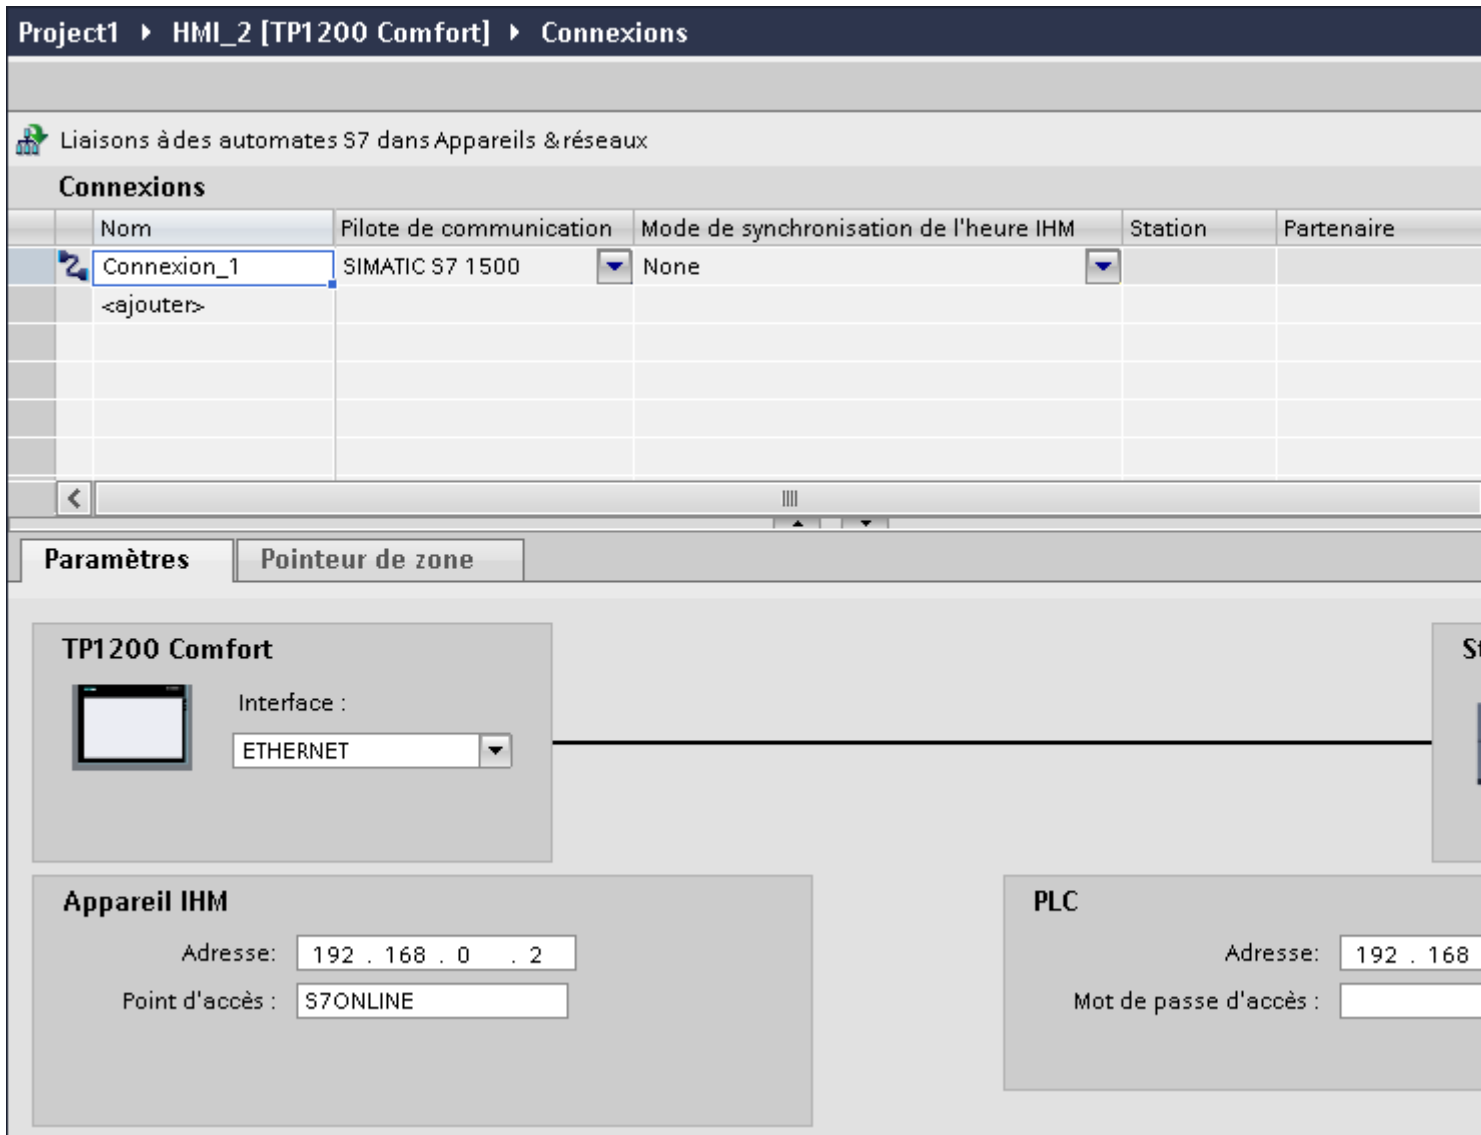 Project1 ▸ HMI_2 [TP1200 Comfort] ▸ Connexions
Liaisons à des automates S7 dans Appareils & réseaux
Connexions
Nom Pilote de communication Mode de synchronisation de l'heure IHM Station Partenaire
Connexion_1 SIMATIC S7 1500 None
<ajouter>
Paramètres Pointeur de zone
TP1200 Comfort
Interface :
ETHERNET
Appareil IHM PLC
Adresse: 192 . 168 . 0 . 2 Adresse: 192 . 168
Point d'accès : S7ONLINE Mot de passe d'accès :